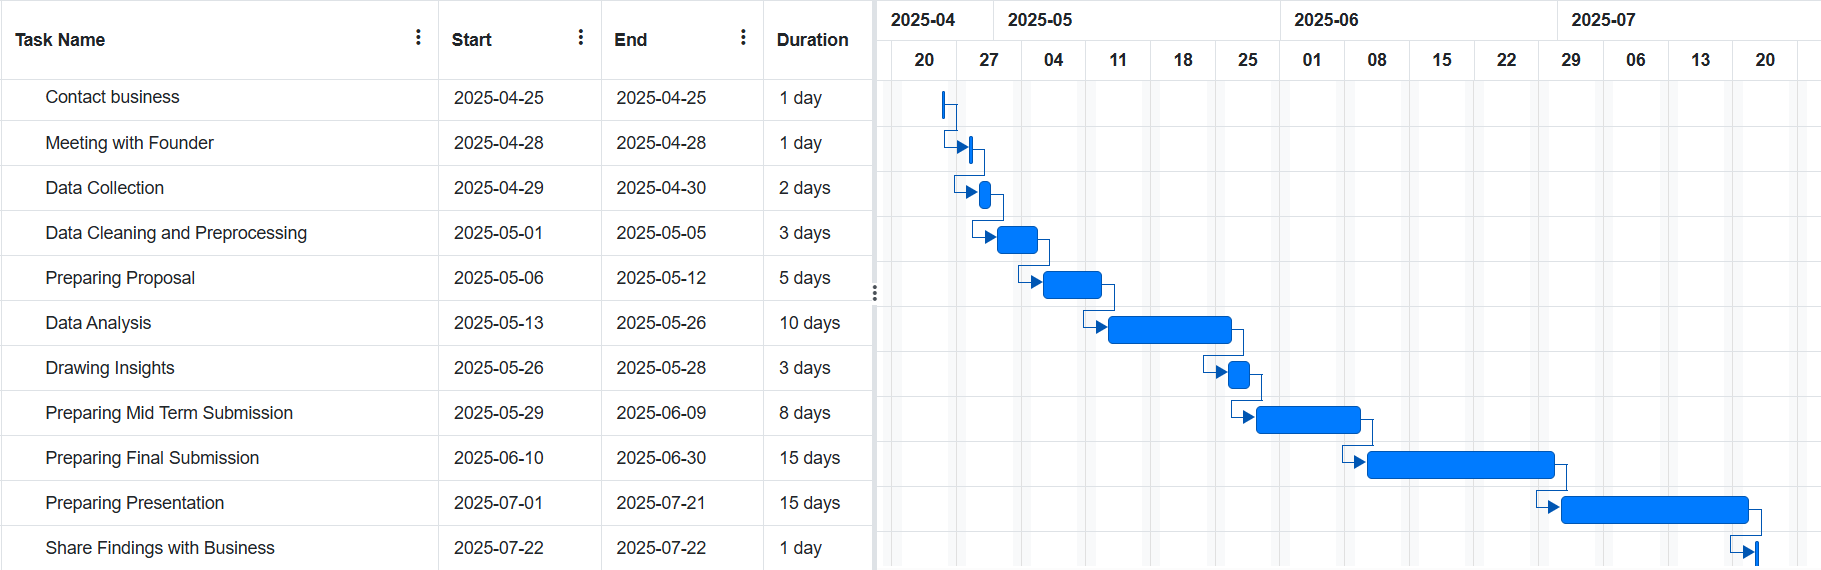 Task Name Start End Duration 2025-04 2025-05 2025-06 2025-07
20 27 04 11 18 25 01 08 15 22 29 06 13 20
Contact business 2025-04-25 2025-04-25 1 day
Meeting with Founder 2025-04-28 2025-04-28 1 day
Data Collection 2025-04-29 2025-04-30 2 days
Data Cleaning and Preprocessing 2025-05-01 2025-05-05 3 days
Preparing Proposal 2025-05-06 2025-05-12 5 days
Data Analysis 2025-05-13 2025-05-26 10 days
Drawing Insights 2025-05-26 2025-05-28 3 days
Preparing Mid Term Submission 2025-05-29 2025-06-09 8 days
Preparing Final Submission 2025-06-10 2025-06-30 15 days
Preparing Presentation 2025-07-01 2025-07-21 15 days
Share Findings with Business 2025-07-22 2025-07-22 1 day